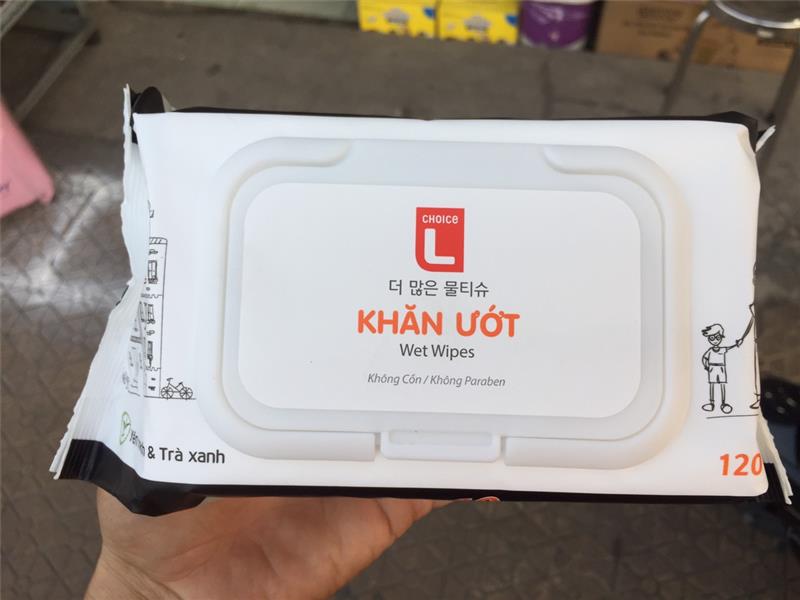 CHOICE
L
더 많은 물티슈
KHĂN ƯỚT
Wet Wipes
Không Cồn / Không Paraben
& Trà xanh
120